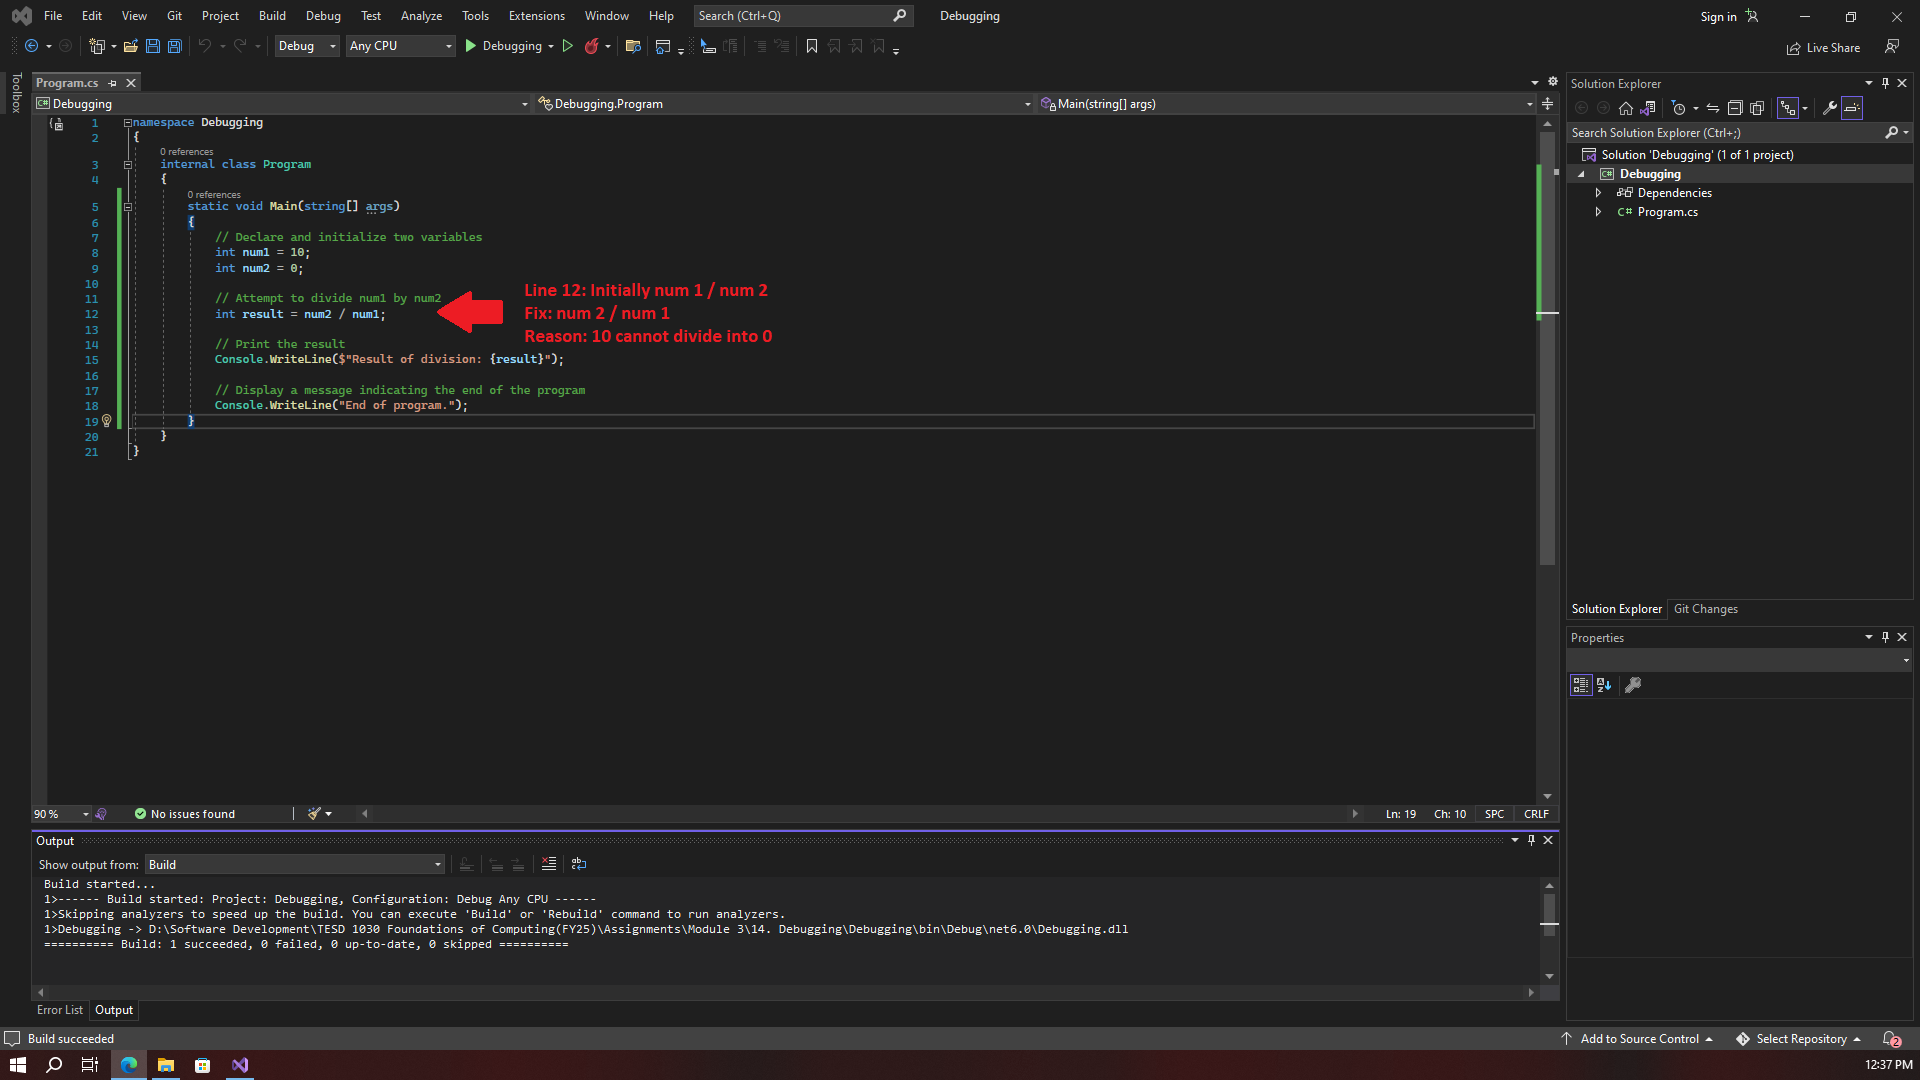 File Edit View Git Project Build Debug Test Analyze Tools Extensions Window Help Search (Ctrl+Q) Debugging Sign in
Debug Any CPU Debugging Live Share
Toolbox
Program.cs
C# Debugging Debugging.Program Main(string[] args)
1 namespace Debugging
2 {
0 references
3 internal class Program
4 {
0 references
5 static void Main(string[] args)
6 {
7 // Declare and initialize two variables
8 int num1 = 10;
9 int num2 = 0;
10
11 // Attempt to divide num1 by num2
12 int result = num2 / num1;
13
14 // Print the result
15 Console.WriteLine($"Result of division: {result}");
16
17 // Display a message indicating the end of the program
18 Console.WriteLine("End of program.");
19 }
20 }
21 }
Line 12: Initially num 1 / num 2
Fix: num 2 / num 1
Reason: 10 cannot divide into 0
90 % No issues found Ln: 19 Ch: 10 SPC CRLF
Output
Show output from: Build
Build started...
1>------ Build started: Project: Debugging, Configuration: Debug Any CPU ------
1>Skipping analyzers to speed up the build. You can execute 'Build' or 'Rebuild' command to run analyzers.
1>Debugging -> D:\Software Development\TESD 1030 Foundations of Computing(FY25)\Assignments\Module 3\14. Debugging\Debugging\bin\Debug\net6.0\Debugging.dll
========== Build: 1 succeeded, 0 failed, 0 up-to-date, 0 skipped ==========
Error List Output
Solution Explorer
Search Solution Explorer (Ctrl+;)
Solution 'Debugging' (1 of 1 project)
C# Debugging
Dependencies
C# Program.cs
Solution Explorer Git Changes
Properties
Build succeeded Add to Source Control Select Repository 2
12:37 PM